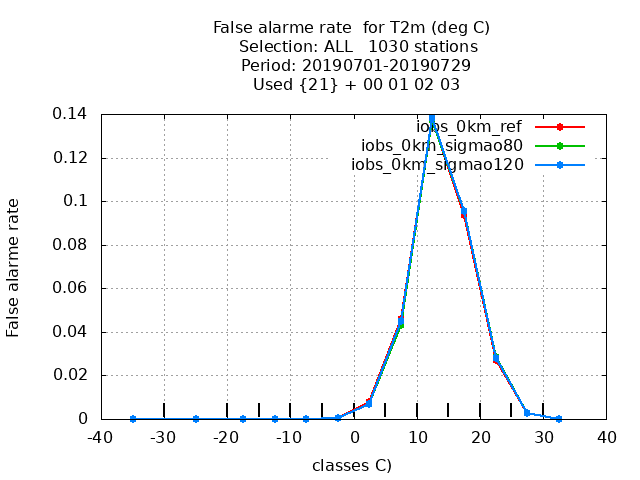 False alarme rate  for T2m (deg C)
Selection: ALL   1030 stations
Period: 20190701-20190729
Used {21} + 00 01 02 03
iobs_0km_ref
iobs_0km_sigmao80
iobs_0km_sigmao120
False alarme rate
0.14
0.12
0.1
0.08
0.06
0.04
0.02
0
-40 -30 -20 -10 0 10 20 30 40
classes C)